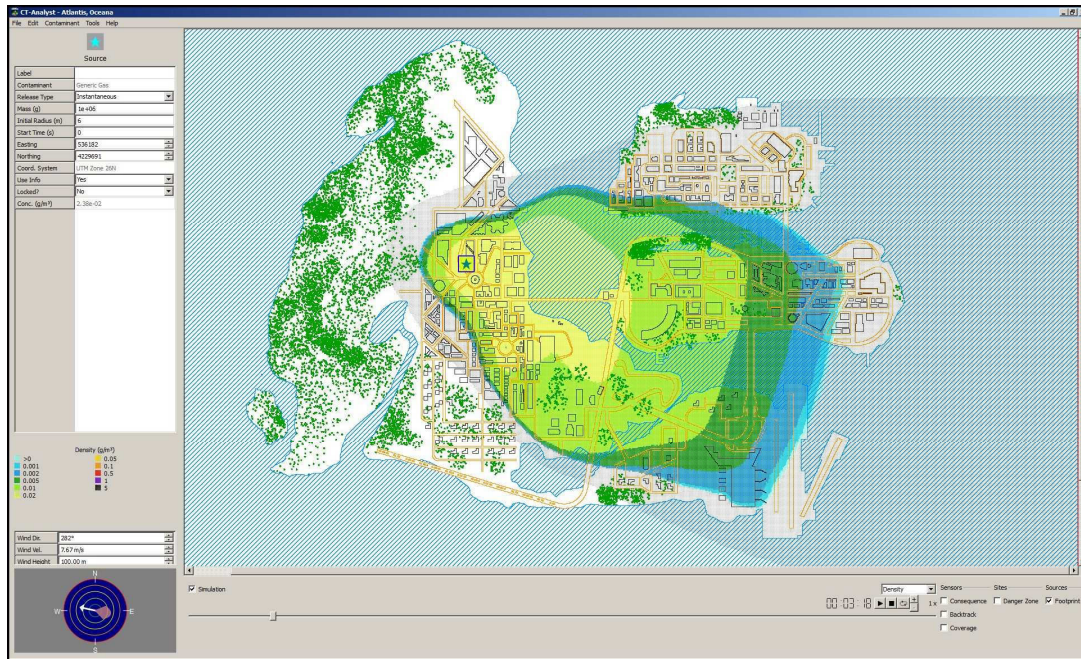 CT-Analyst - Atlantis, Oceana
File Edit Contaminant Tools Help
Source
Label
Contaminant Generic Gas
Release Type Instantaneous
Mass (g) 1e+06
Initial Radius (m) 6
Start Time (s) 0
Easting 536182
Northing 4229691
Coord. System UTM Zone 26N
Use Info Yes
Locked? No
Conc. (g/m³) 2.38e-02
Density (g/m³)
>0 0.05
0.001 0.1
0.002 0.5
0.005 1
0.01 5
0.02
Wind Dir. 282°
Wind Vel. 7.67 m/s
Wind Height 100.00 m
N
W E
S
Simulation
Density
00:03:18 1x
Sensors Sites Sources
Consequence Danger Zone Footprint
Backtrack
Coverage